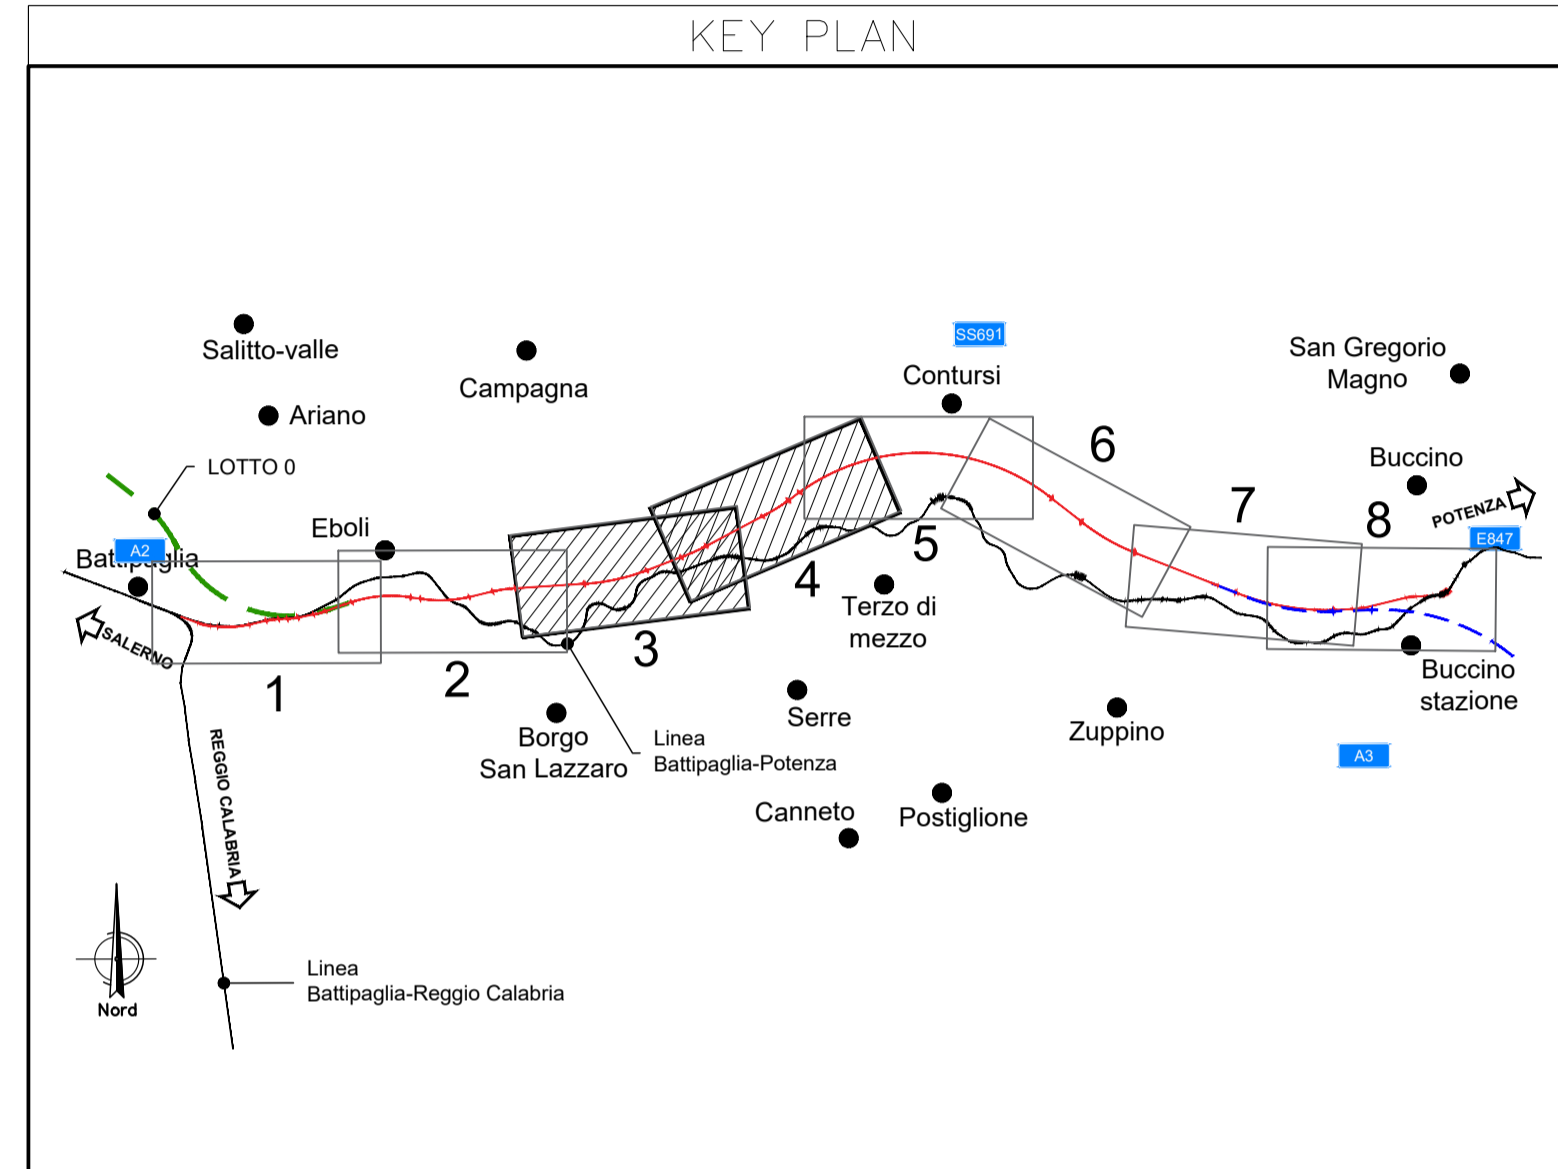 KEY PLAN
Salitto-valle
Campagna
Ariano
LOTTO 0
SS691
Contursi
San Gregorio
Magno
Buccino
POTENZA
E847
Eboli
A2
Battipaglia
SALERNO
1
2
3
4
5
6
7
8
Terzo di
mezzo
Serre
Borgo
San Lazzaro
Linea
Battipaglia-Potenza
Zuppino
Buccino
stazione
A3
Canneto
Postiglione
REGGIO CALABRIA
Linea
Battipaglia-Reggio Calabria
Nord